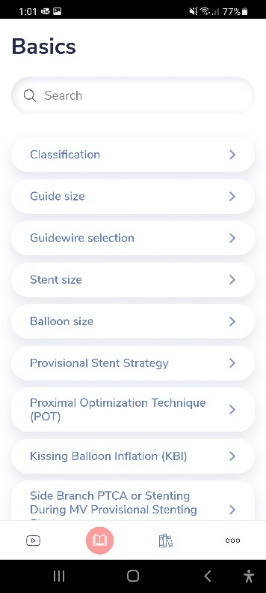 1:01 77%
Basics
Search
Classification
Guide size
Guidewire selection
Stent size
Balloon size
Provisional Stent Strategy
Proximal Optimization Technique
(POT)
Kissing Balloon Inflation (KBI)
Side Branch PTCA or Stenting
During MV Provisional Stenting